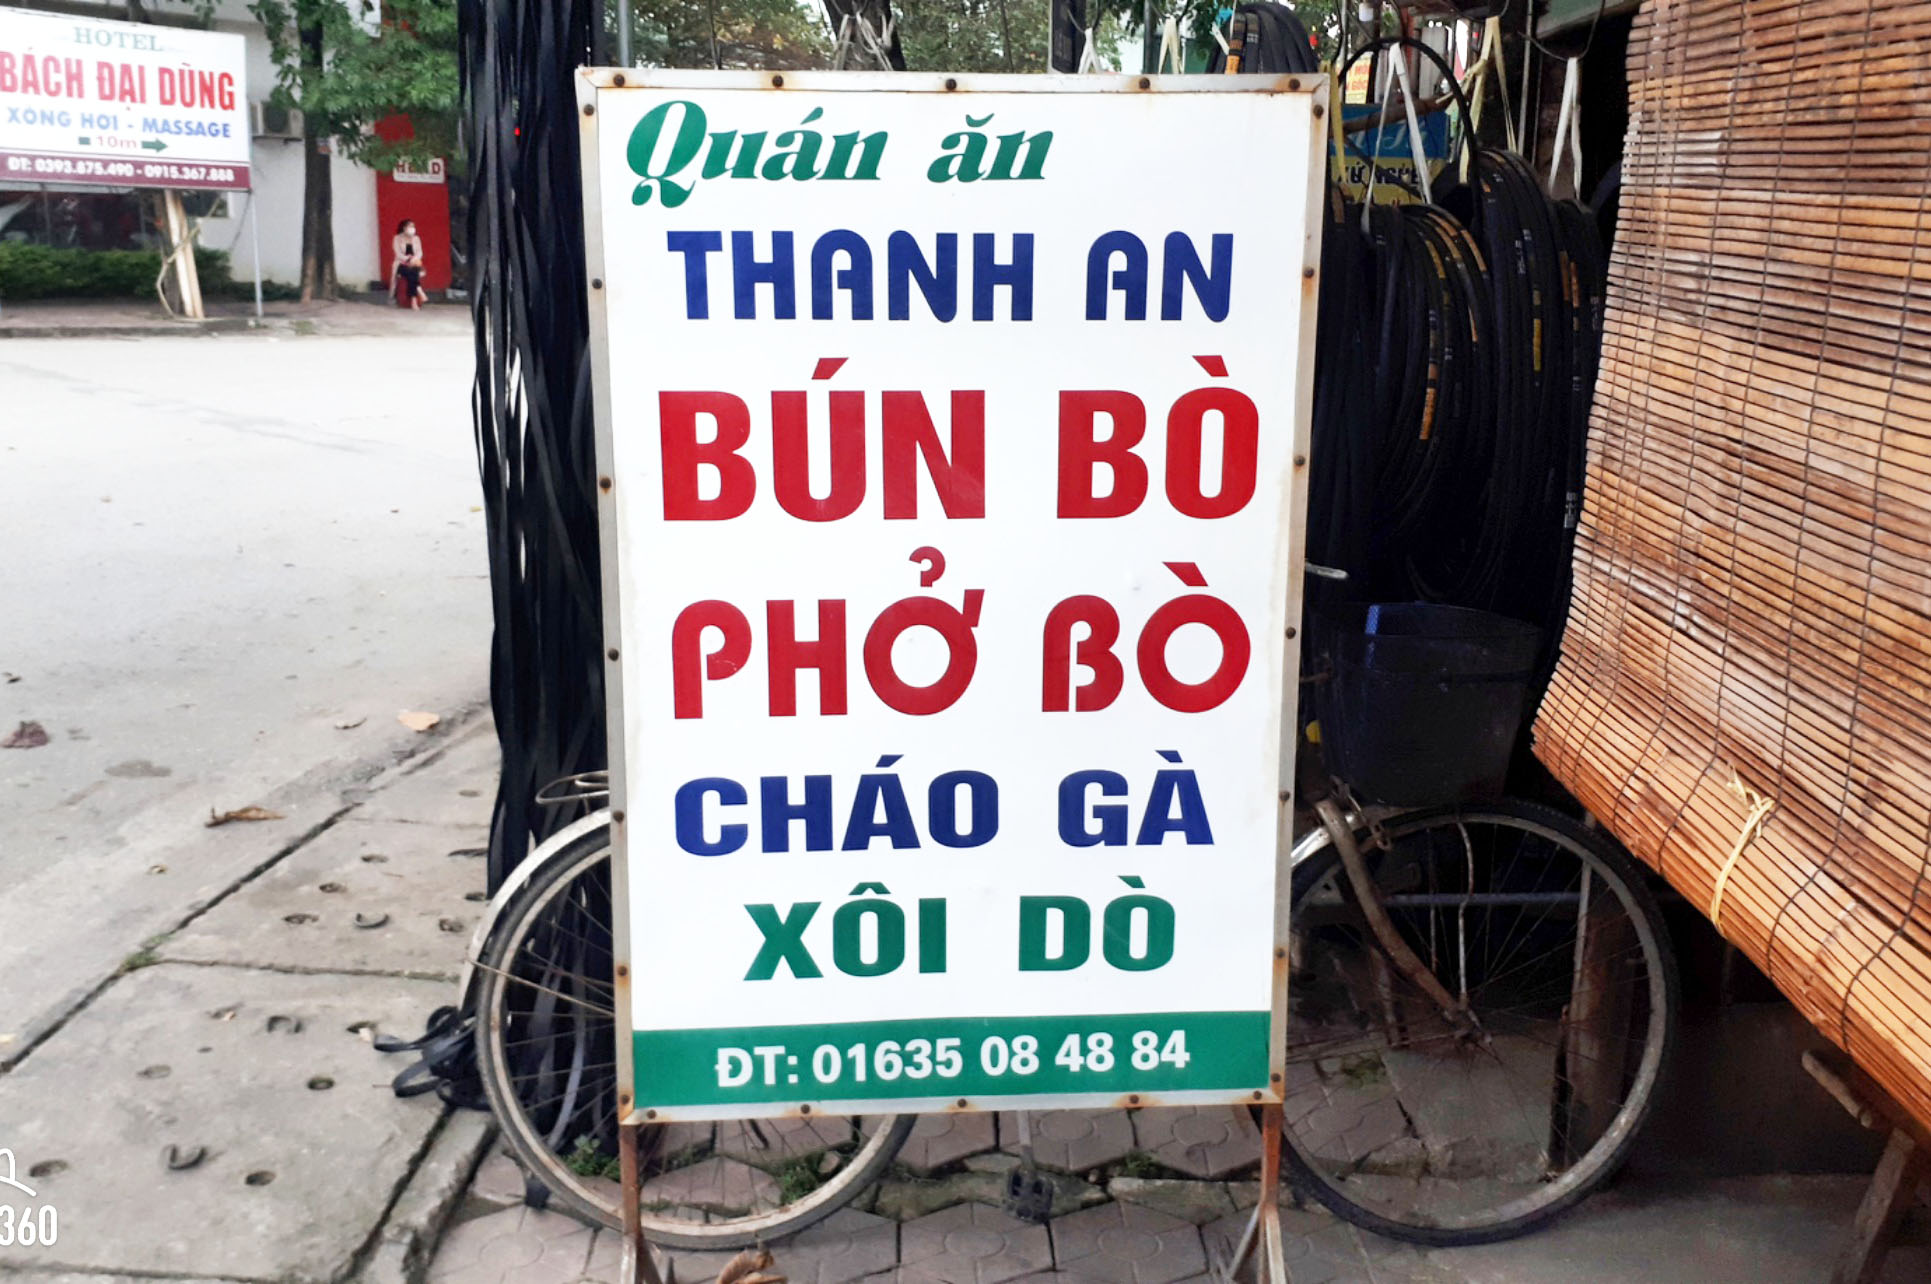 HOTEL
BÁCH ĐẠI DŨNG
XÔNG HƠI - MASSAGE
10m
ĐT: 0393.875.490 - 0915.367.888
Quán ăn
THANH AN
BÚN BÒ
PHỞ BÒ
CHÁO GÀ
XÔI DÒ
ĐT: 01635 08 48 84
360